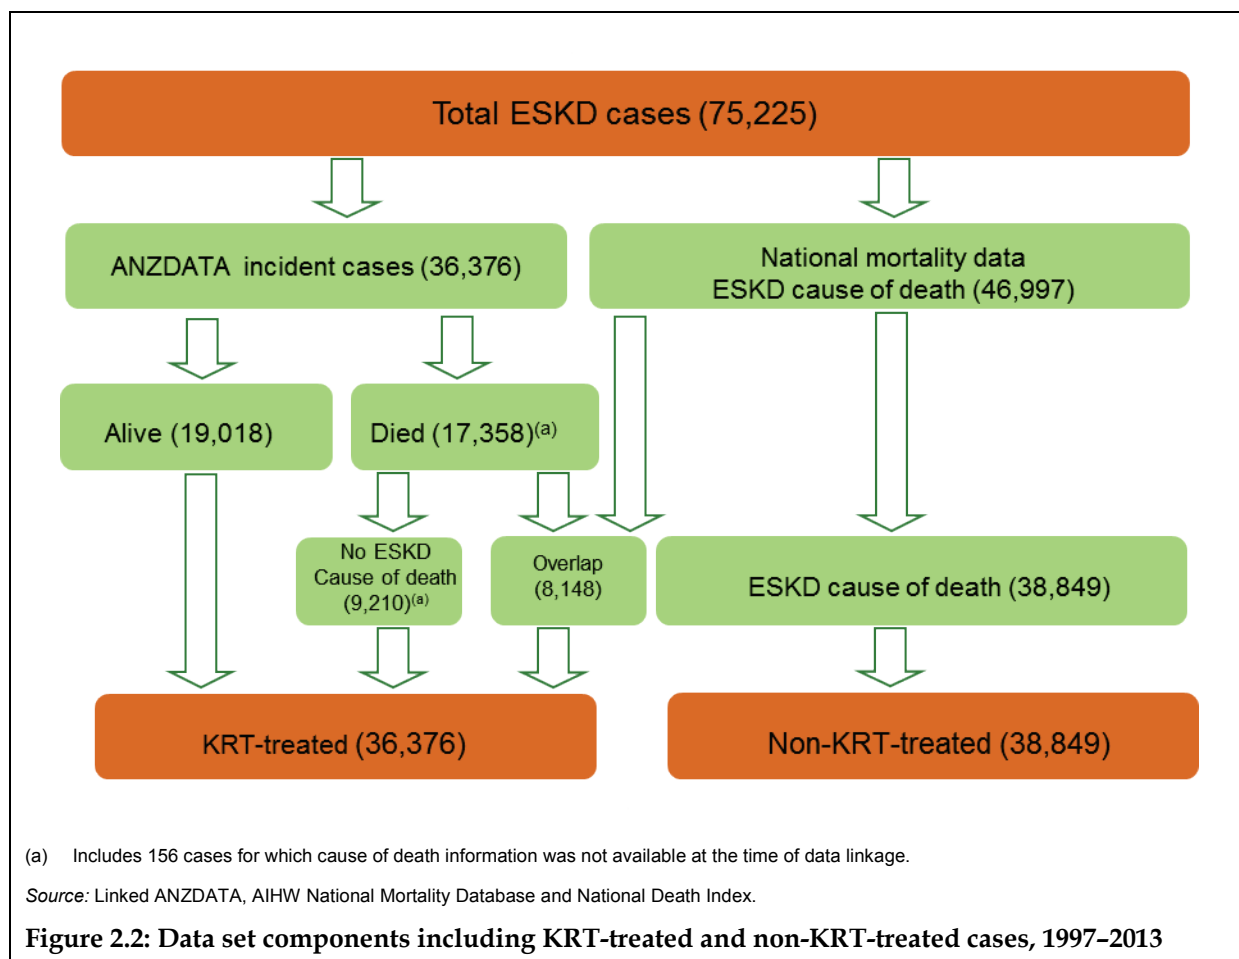 Total ESKD cases (75,225)
ANZDATA incident cases (36,376)
National mortality data
ESKD cause of death (46,997)
Alive (19,018)
Died (17,358)(a)
No ESKD
Cause of death
(9,210)(a)
Overlap
(8,148)
ESKD cause of death (38,849)
KRT-treated (36,376)
Non-KRT-treated (38,849)
(a) Includes 156 cases for which cause of death information was not available at the time of data linkage.
Source: Linked ANZDATA, AIHW National Mortality Database and National Death Index.
Figure 2.2: Data set components including KRT-treated and non-KRT-treated cases, 1997–2013